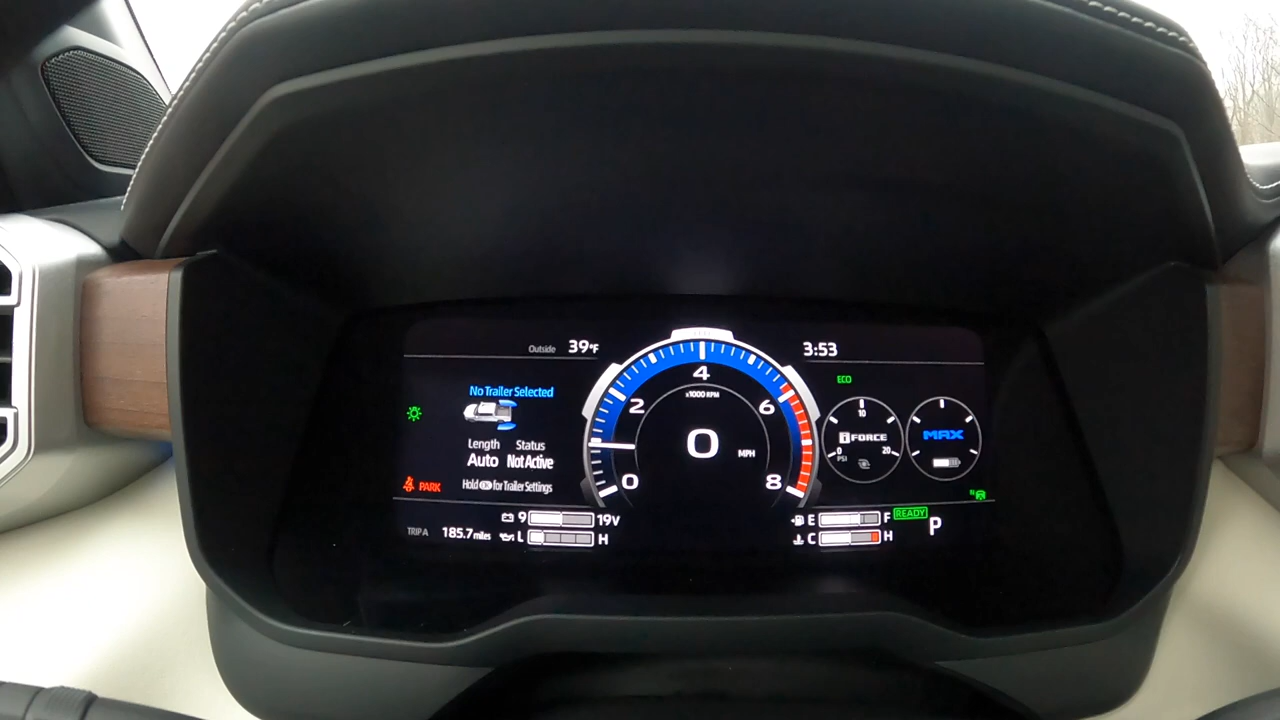 Outside 39°F
3:53
No Trailer Selected
Length Status
Auto Not Active
Hold OK for Trailer Settings
PARK
TRIP A 185.7 miles
9 19V
L H
0 2 4 6 8
x1000 RPM
0 MPH
ECO
0 10 20
i FORCE
PSI
MAX
E F
C H
READY
P